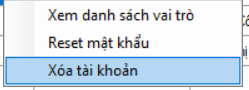 Xem danh sách vai trò
Reset mật khẩu
Xóa tài khoản